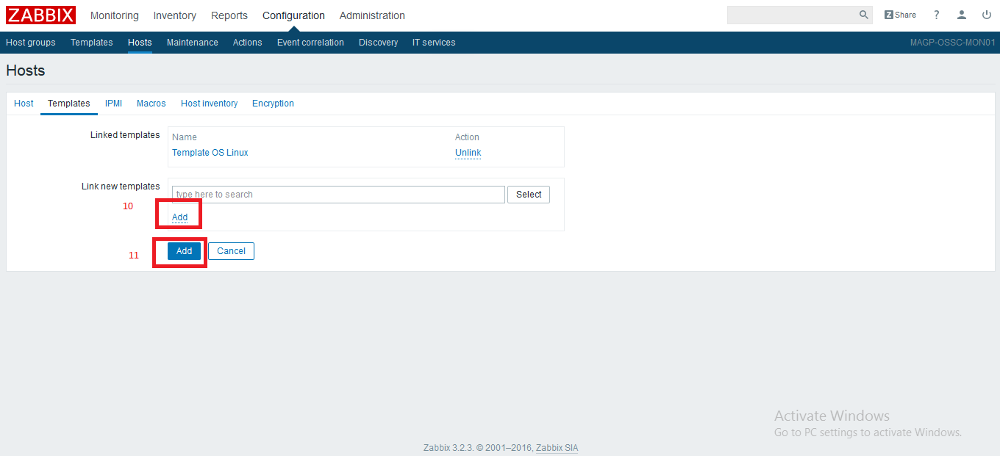 ZABBIX Monitoring Inventory Reports Configuration Administration Z Share ?
Host groups Templates Hosts Maintenance Actions Event correlation Discovery IT services MAGP-OSSC-MON01
Hosts
Host Templates IPMI Macros Host inventory Encryption
Linked templates Name Action
Template OS Linux Unlink
Link new templates type here to search Select
10
Add
11 Add Cancel
Activate Windows
Go to PC settings to activate Windows.
Zabbix 3.2.3. © 2001–2016, Zabbix SIA